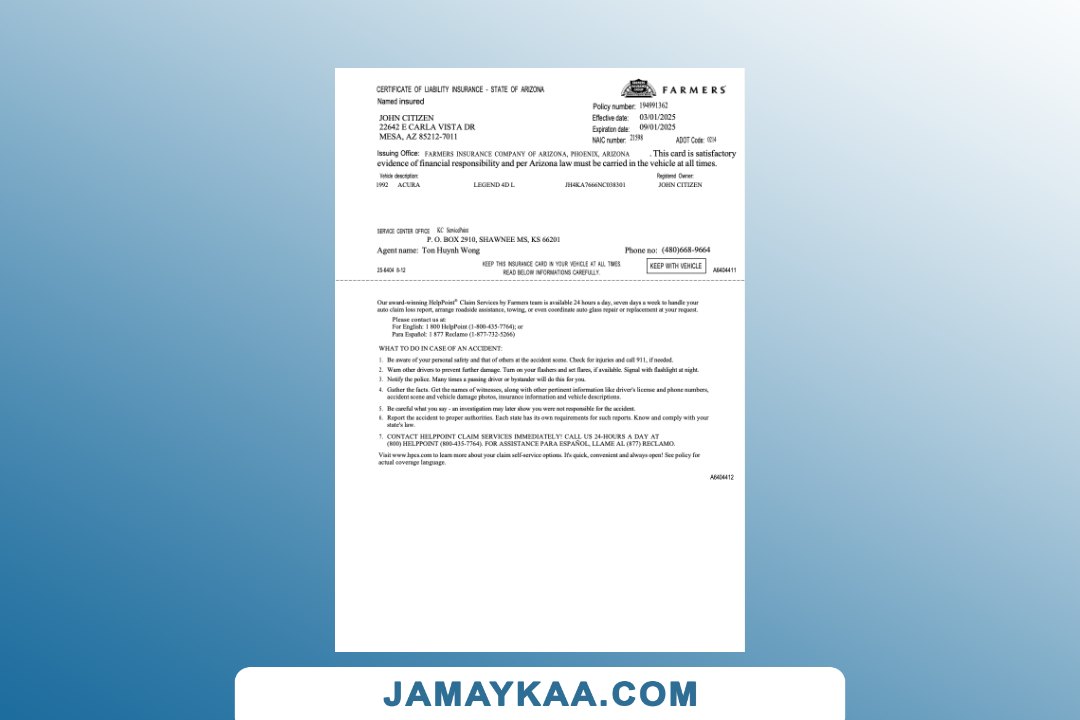 CERTIFICATE OF LIABILITY INSURANCE - STATE OF ARIZONA
FARMERS
Named insured
Policy number: 194991362
JOHN CITIZEN
Effective date: 03/01/2025
22642 E CARLA VISTA DR
Expiration date: 09/01/2025
MESA, AZ 85212-7011
NAIC number: 21598 ADOT Code: 0214
Issuing Office: FARMERS INSURANCE COMPANY OF ARIZONA, PHOENIX, ARIZONA . This card is satisfactory
evidence of financial responsibility and per Arizona law must be carried in the vehicle at all times.
Vehicle description: Registered Owner:
1992 ACURA LEGEND 4D L JH4KA7666NC038301 JOHN CITIZEN
SERVICE CENTER OFFICE KC ServicePoint
P. O. BOX 2910, SHAWNEE MS, KS 66201
Agent name: Ton Huynh Wong Phone no: (480)668-9664
KEEP THIS INSURANCE CARD IN YOUR VEHICLE AT ALL TIMES
READ BELOW INFORMATIONS CAREFULLY.
KEEP WITH VEHICLE
25-6404 8-12 A6404411
Our award-winning HelpPoint® Claim Services by Farmers team is available 24 hours a day, seven days a week to handle your
auto claim loss report, arrange roadside assistance, towing, or even coordinate auto glass repair or replacement at your request.
Please contact us at:
For English: 1 800 HelpPoint (1-800-435-7764); or
Para Español: 1 877 Reclamo (1-877-732-5266)
WHAT TO DO IN CASE OF AN ACCIDENT:
1. Be aware of your personal safety and that of others at the accident scene. Check for injuries and call 911, if needed.
2. Warn other drivers to prevent further damage. Turn on your flashers and set flares, if available. Signal with flashlight at night.
3. Notify the police. Many times a passing driver or bystander will do this for you.
4. Gather the facts. Get the names of witnesses, along with other pertinent information like driver's license and phone numbers,
accident scene and vehicle damage photos, insurance information and vehicle descriptions.
5. Be careful what you say - an investigation may later show you were not responsible for the accident.
6. Report the accident to proper authorities. Each state has its own requirements for such reports. Know and comply with your
state's law.
7. CONTACT HELPPOINT CLAIM SERVICES IMMEDIATELY! CALL US 24-HOURS A DAY AT
(800) HELPPOINT (800-435-7764). FOR ASSISTANCE PARA ESPAÑOL, LLAME AL (877) RECLAMO.
Visit www.hpcs.com to learn more about your claim self-service options. It's quick, convenient and always open! See policy for
actual coverage language.
A6404412
JAMAYKAA.COM